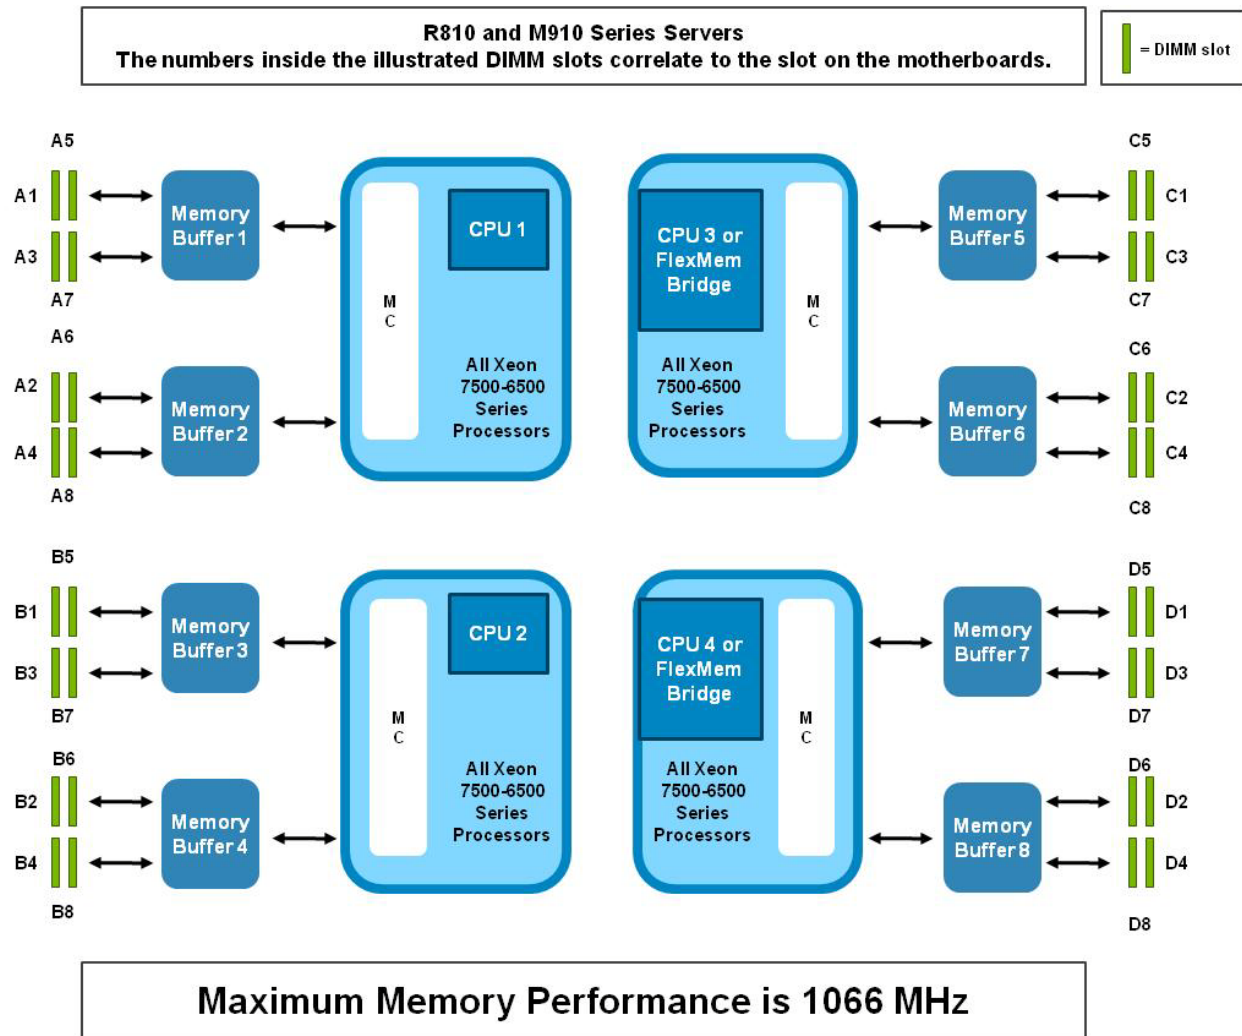 R810 and M910 Series Servers
The numbers inside the illustrated DIMM slots correlate to the slot on the motherboards.
= DIMM slot
A5
A1
A3
A7
Memory
Buffer 1
M
C
CPU 1
All Xeon
7500-6500
Series
Processors
A6
A2
A4
A8
Memory
Buffer 2
CPU 3 or
FlexMem
Bridge
M
C
All Xeon
7500-6500
Series
Processors
Memory
Buffer 5
C5
C1
C3
C7
Memory
Buffer 6
C6
C2
C4
C8
B5
B1
B3
B7
Memory
Buffer 3
M
C
CPU 2
All Xeon
7500-6500
Series
Processors
B6
B2
B4
B8
Memory
Buffer 4
CPU 4 or
FlexMem
Bridge
M
C
All Xeon
7500-6500
Series
Processors
Memory
Buffer 7
D5
D1
D3
D7
Memory
Buffer 8
D6
D2
D4
D8
Maximum Memory Performance is 1066 MHz